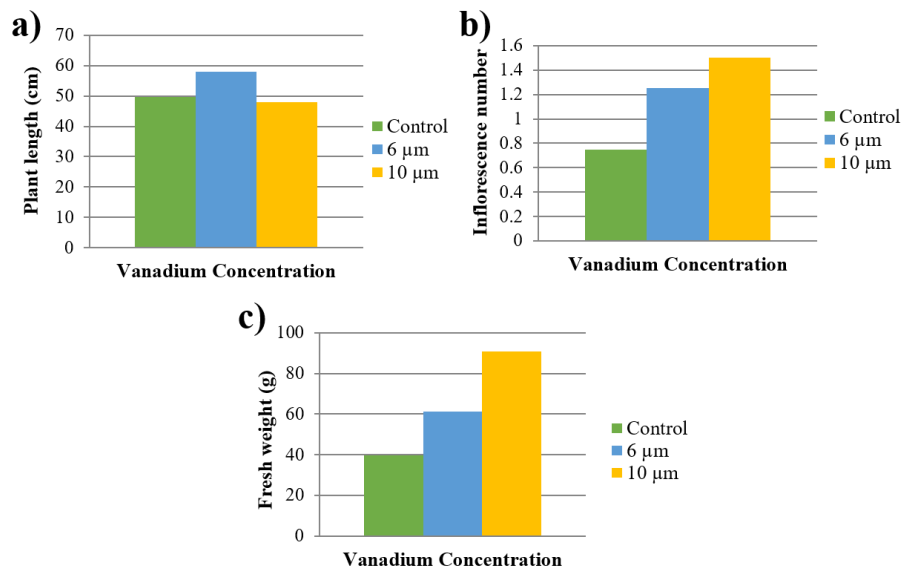 a)
70
60
50
40
30
20
10
0
Plant length (cm)
Vanadium Concentration
Control
6 µm
10 µm
b)
1.6
1.4
1.2
1
0.8
0.6
0.4
0.2
0
Inflorescence number
Vanadium Concentration
Control
6 µm
10 µm
c)
100
80
60
40
20
0
Fresh weight (g)
Vanadium Concentration
Control
6 µm
10 µm